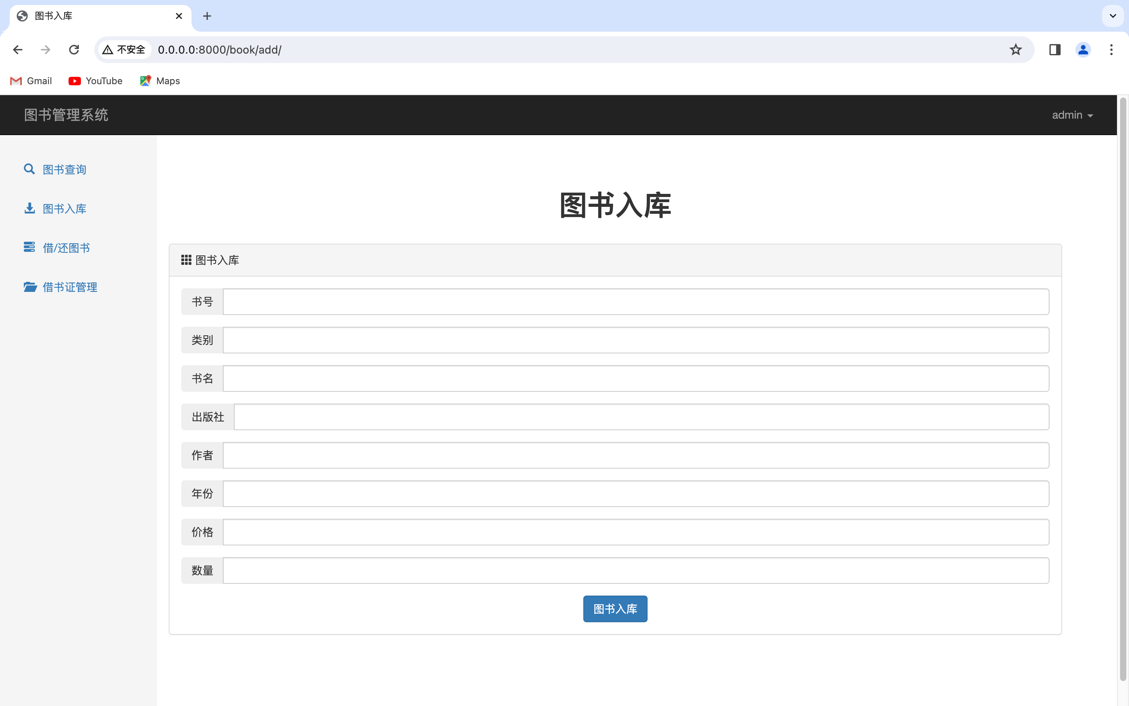 图书入库
不安全 0.0.0.0:8000/book/add/
Gmail YouTube Maps
图书管理系统 admin
图书查询
图书入库
借/还图书
借书证管理
图书入库
图书入库
书号
类别
书名
出版社
作者
年份
价格
数量
图书入库